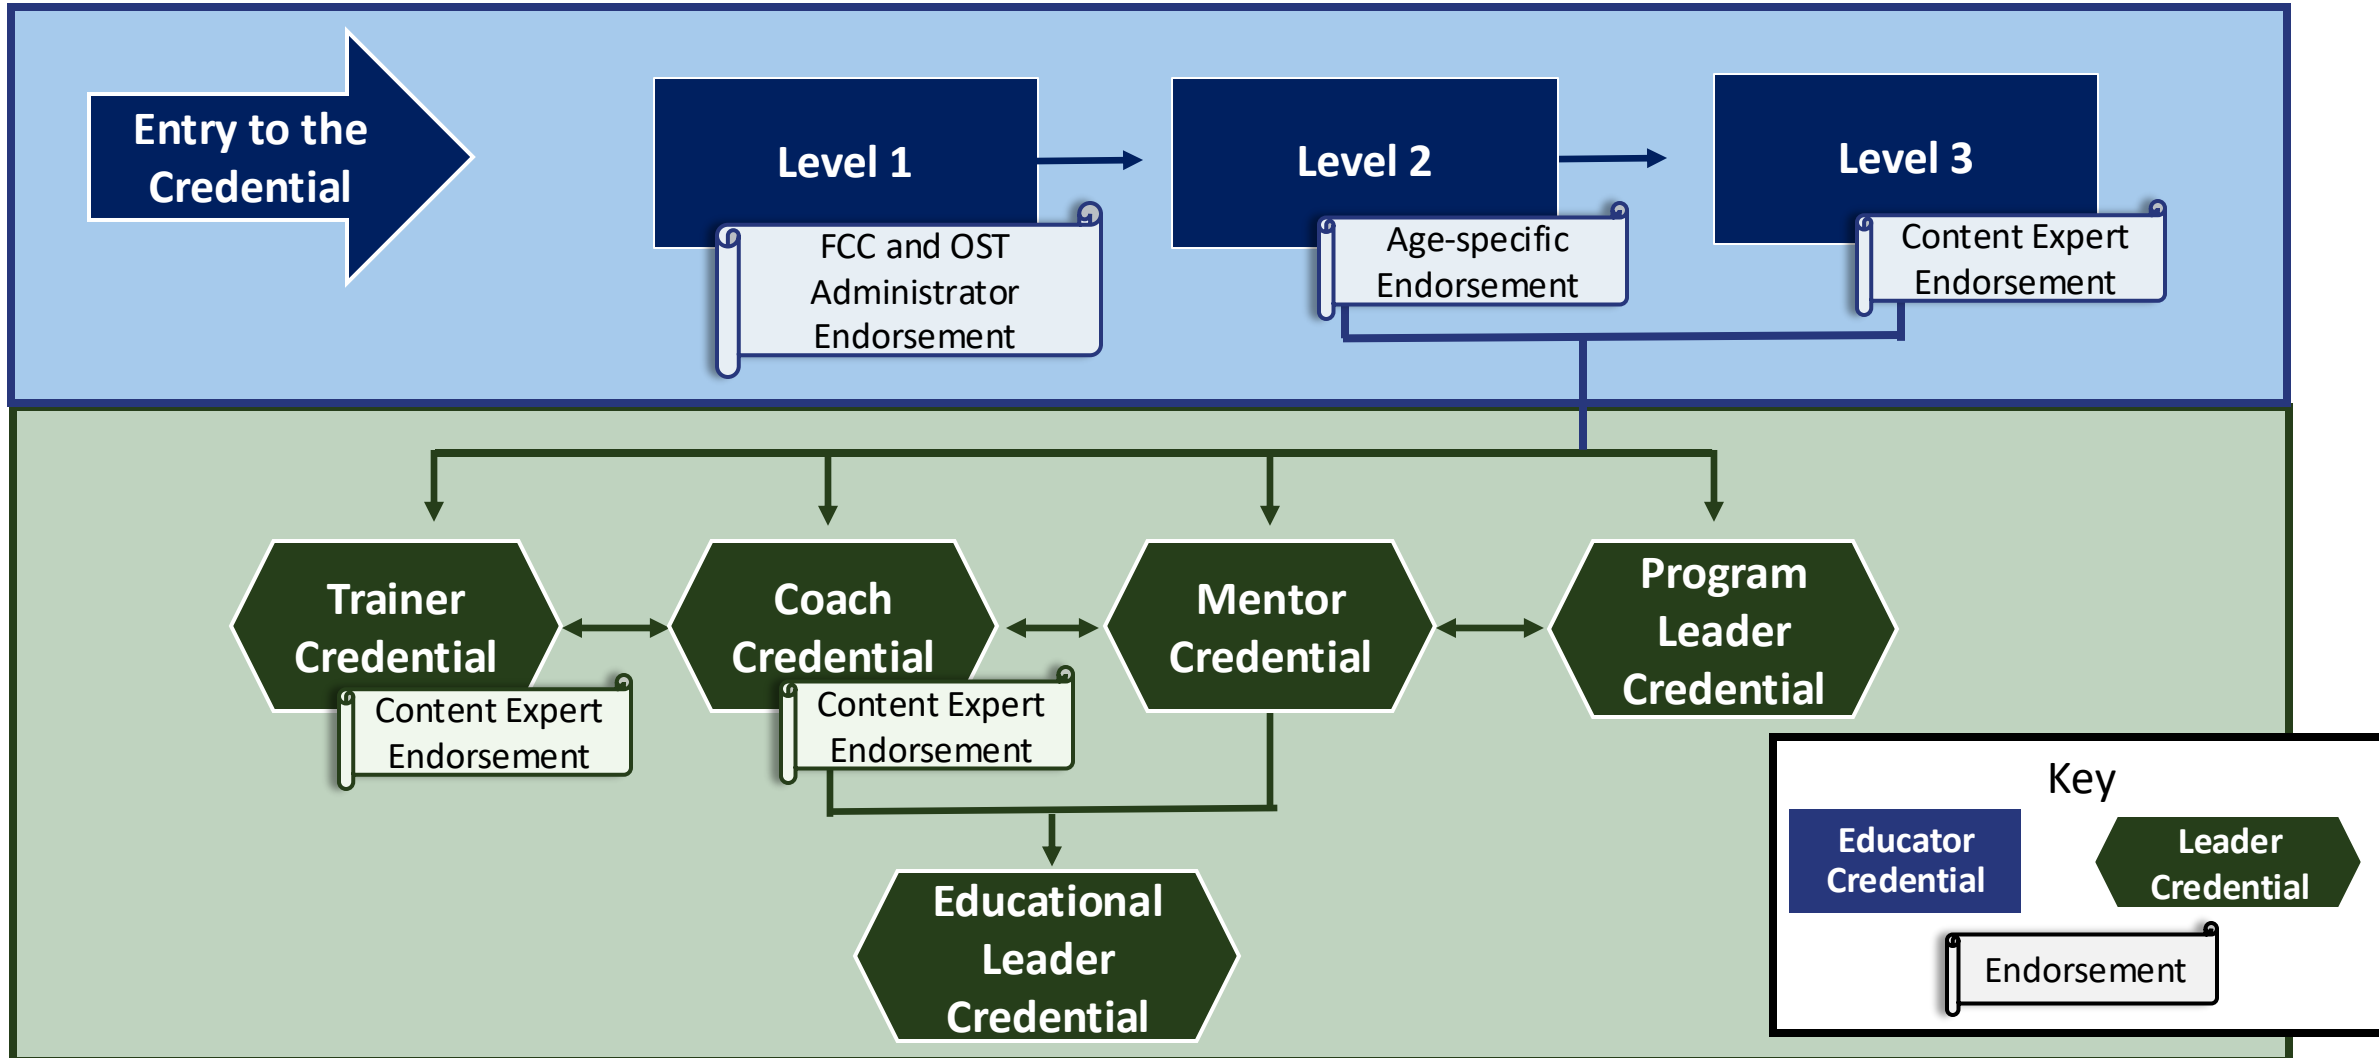 Entry to the
Credential
Level 1
Level 2
Level 3
FCC and OST
Administrator
Endorsement
Age-specific
Endorsement
Content Expert
Endorsement
Trainer
Credential
Content Expert
Endorsement
Coach
Credential
Content Expert
Endorsement
Mentor
Credential
Program
Leader
Credential
Educational
Leader
Credential
Key
Educator
Credential
Leader
Credential
Endorsement